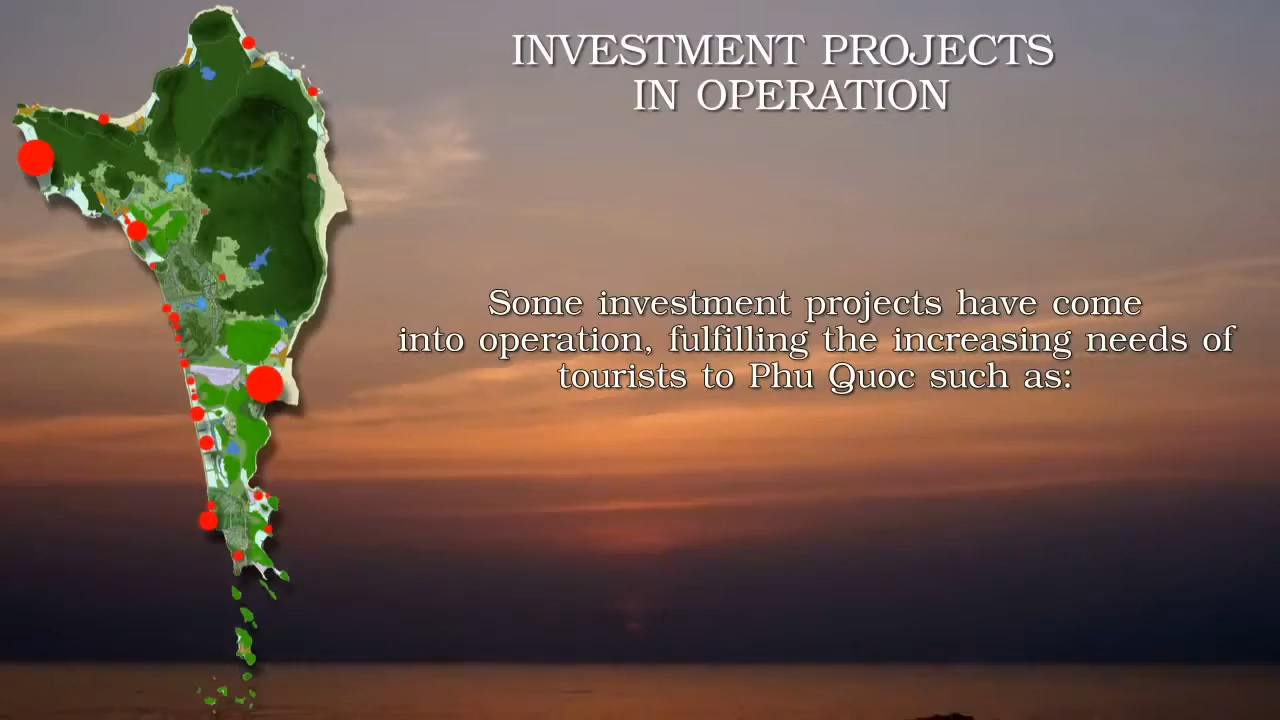 INVESTMENT PROJECTS
IN OPERATION
Some investment projects have come
into operation, fulfilling the increasing needs of
tourists to Phu Quoc such as: